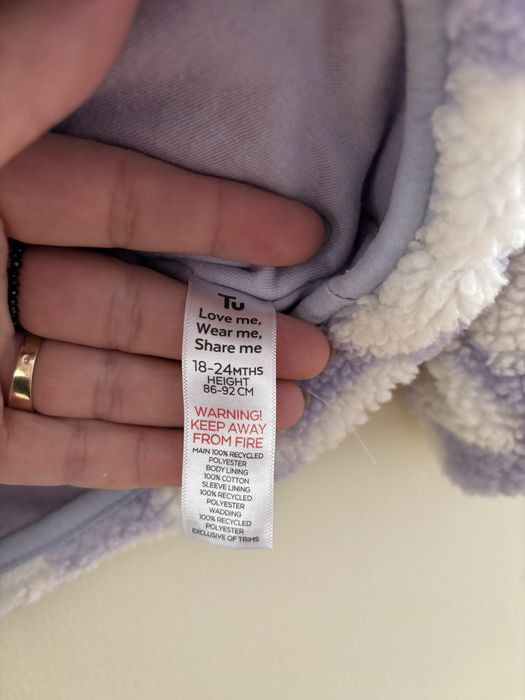 Tu
Love me,
Wear me,
Share me
18-24MTHS
HEIGHT
86-92 CM
WARNING!
KEEP AWAY
FROM FIRE
MAIN 100% RECYCLED
POLYESTER
BODY LINING
100% COTTON
SLEEVE LINING
100% RECYCLED
POLYESTER
WADDING
100% RECYCLED
POLYESTER
EXCLUSIVE OF TRIMS